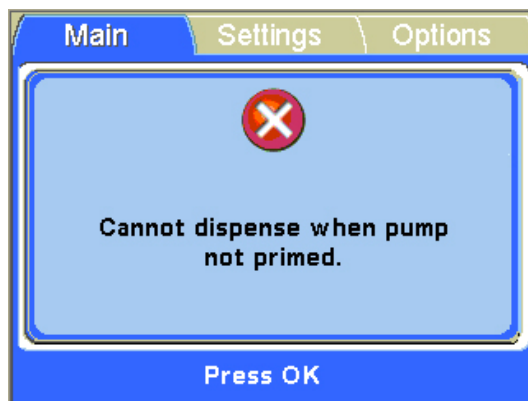 Main Settings Options
Cannot dispense when pump
not primed.
Press OK